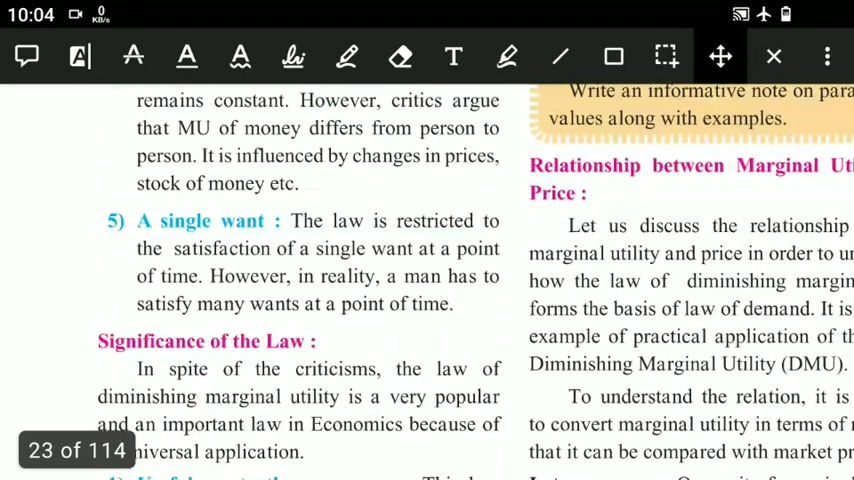 10:04
0
KB/s
A
A
A
A
T
remains constant. However, critics argue
that MU of money differs from person to
person. It is influenced by changes in prices,
stock of money etc.
5) A single want : The law is restricted to
the satisfaction of a single want at a point
of time. However, in reality, a man has to
satisfy many wants at a point of time.
Significance of the Law :
In spite of the criticisms, the law of
diminishing marginal utility is a very popular
and an important law in Economics because of
application.
23 of 114
This
Write an informative note on
values along with examples.
Relationship between Marginal
Price :
Let us discuss the relationship
marginal utility and price in order to
how the law of diminishing
forms the basis of law of demand. It is
example of practical application of
Diminishing Marginal Utility (DMU).
To understand the relation, it is
to convert marginal utility in terms of
that it can be compared with market